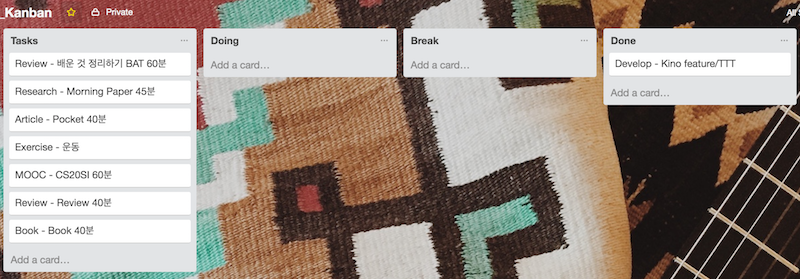 _Kanban
Private
Tasks
Review - 배운 것 정리하기 BAT 60분
Research - Morning Paper 45분
Article - Pocket 40분
Exercise - 운동
MOOC - CS20SI 60분
Review - Review 40분
Book - Book 40분
Add a card…
Doing
Add a card…
Break
Add a card…
Done
Develop - Kino feature/TTT
Add a card…